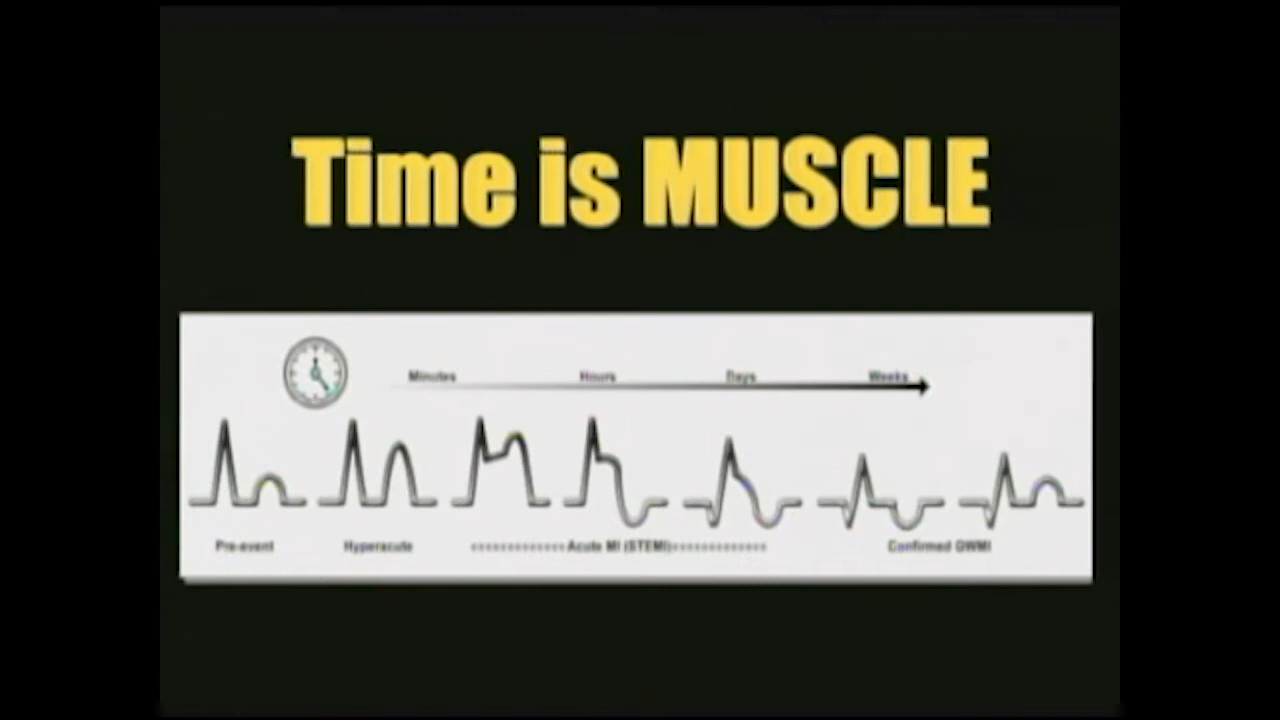 Time is MUSCLE
Minutes Hours Days Weeks
Pre-event Hyperacute Acute MI (STEMI) Confirmed QWMI